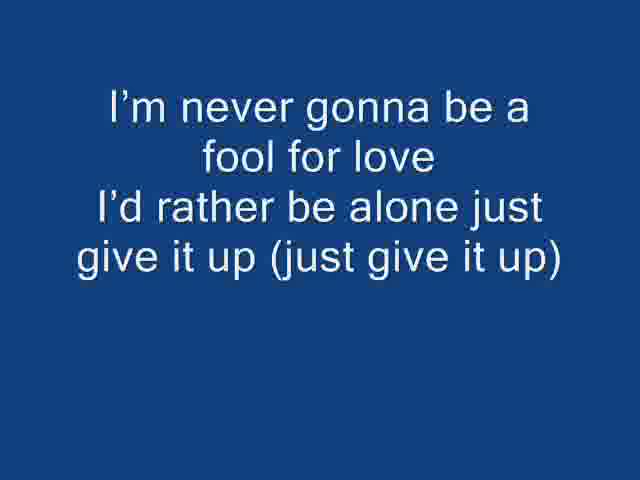 I’m never gonna be a
fool for love
I’d rather be alone just
give it up (just give it up)